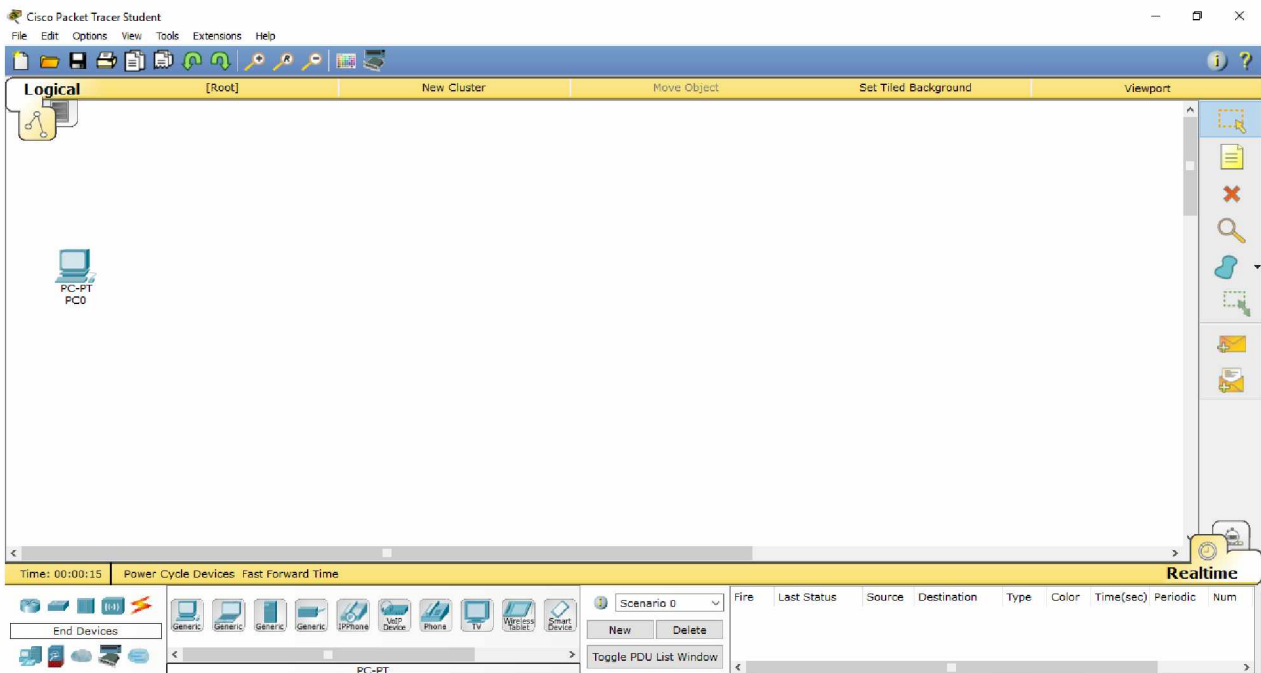 Cisco Packet Tracer Student
File Edit Options View Tools Extensions Help
Logical [Root] New Cluster Move Object Set Tiled Background Viewport
PC-PT
PC0
Time: 00:00:15 Power Cycle Devices Fast Forward Time Realtime
Fire Last Status Source Destination Type Color Time(sec) Periodic Num
Scenario 0
End Devices
Generic Generic Generic Generic IPPhone VoIP Device Phone TV Wireless Tablet Smart Device
New Delete
Toggle PDU List Window
PC-PT